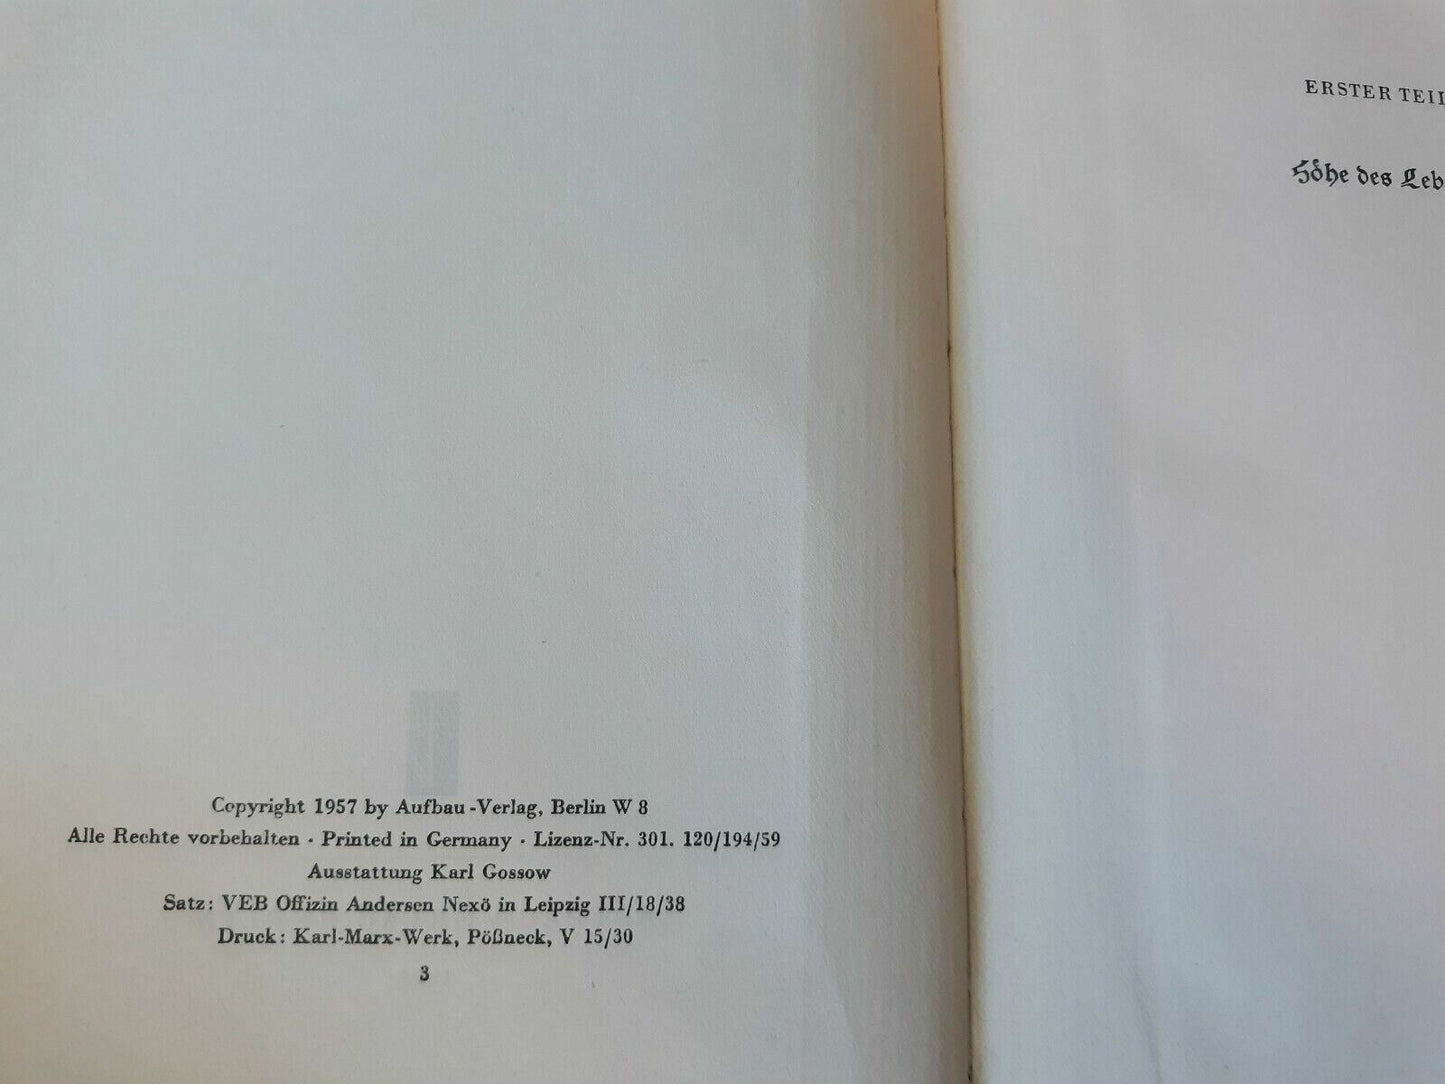 Copyright 1957 by Aufbau-Verlag, Berlin W 8
Alle Rechte vorbehalten · Printed in Germany · Lizenz-Nr. 301. 120/194/59
Ausstattung Karl Gossow
Satz: VEB Offizin Andersen Nexö in Leipzig III/18/38
Druck: Karl-Marx-Werk, Pößneck, V 15/30
3
ERSTER TEIL
Höhe des Leb